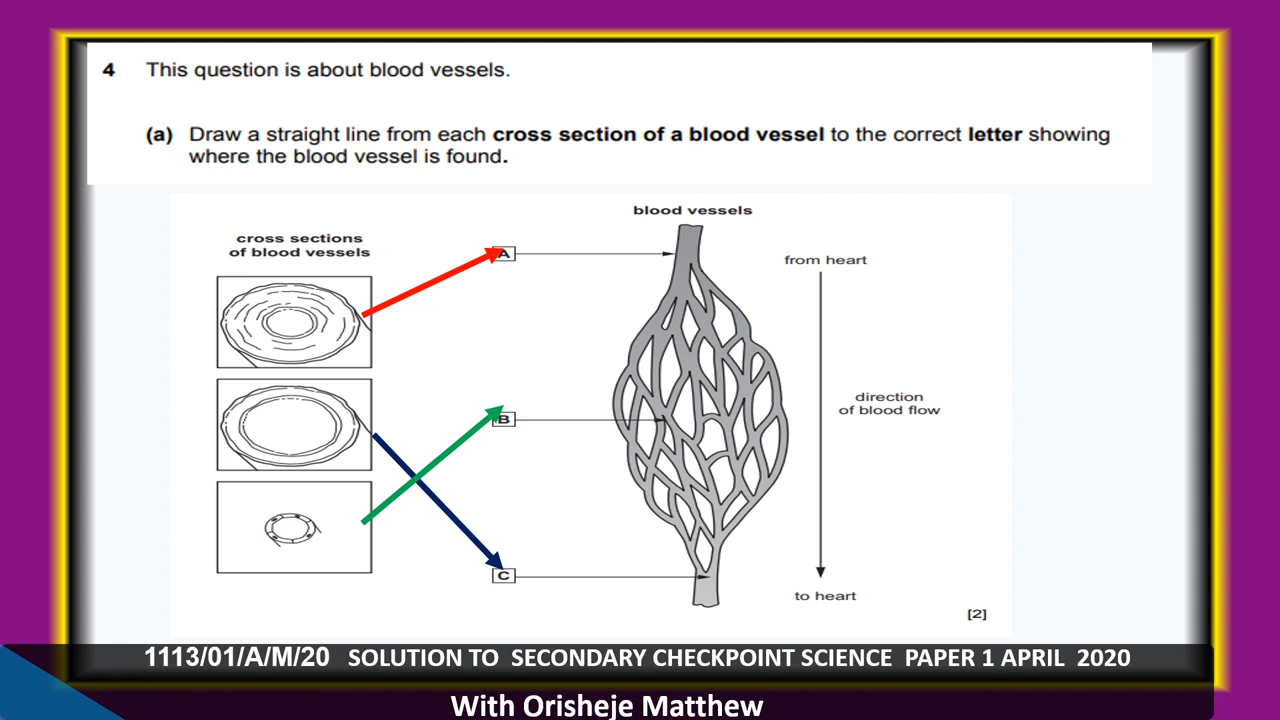 4 This question is about blood vessels.
(a) Draw a straight line from each cross section of a blood vessel to the correct letter showing
where the blood vessel is found.
blood vessels
cross sections
of blood vessels
A
from heart
B
direction
of blood flow
C
to heart
[2]
1113/01/A/M/20 SOLUTION TO SECONDARY CHECKPOINT SCIENCE PAPER 1 APRIL 2020
With Orisheje Matthew